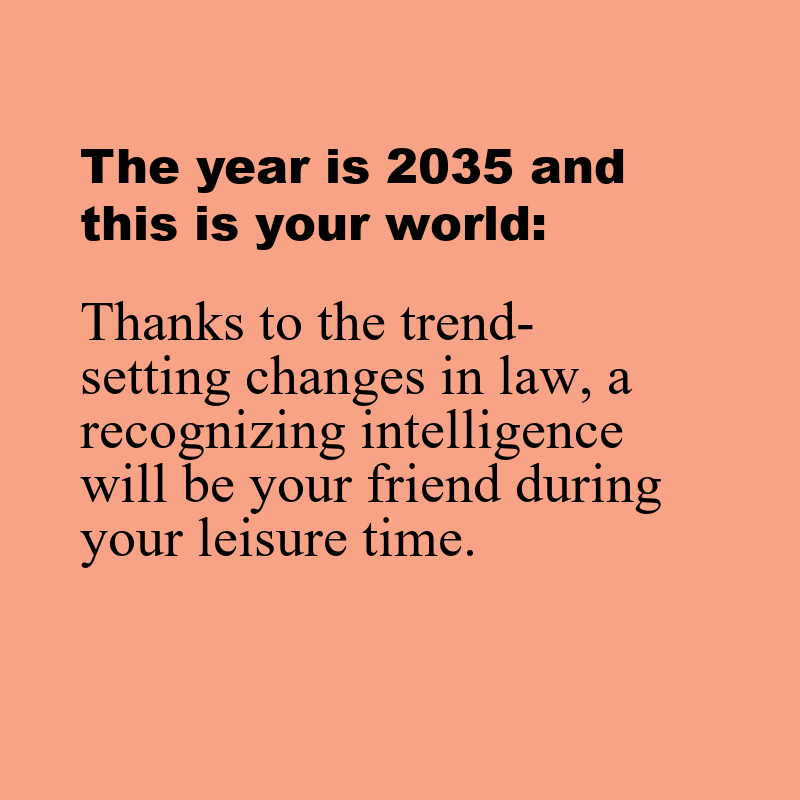 The year is 2035 and
this is your world:
Thanks to the trend-
setting changes in law, a
recognizing intelligence
will be your friend during
your leisure time.